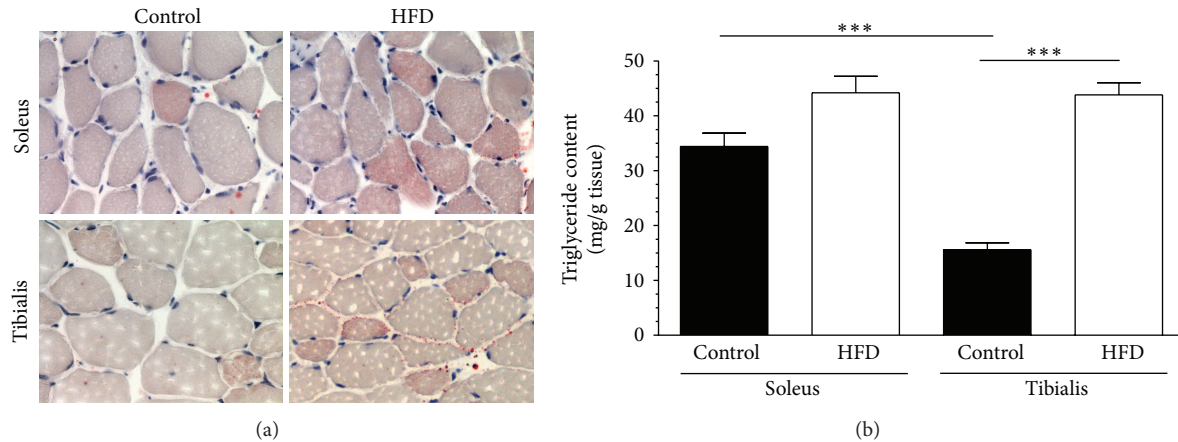 Control HFD
Soleus
Tibialis
(a)
***
***
Triglyceride content
(mg/g tissue)
50
40
30
20
10
0
Control HFD Control HFD
Soleus Tibialis
(b)